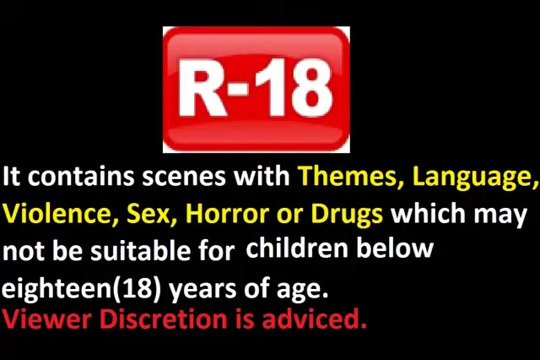 R-18
It contains scenes with Themes, Language,
Violence, Sex, Horror or Drugs which may
not be suitable for children below
eighteen(18) years of age.
Viewer Discretion is adviced.